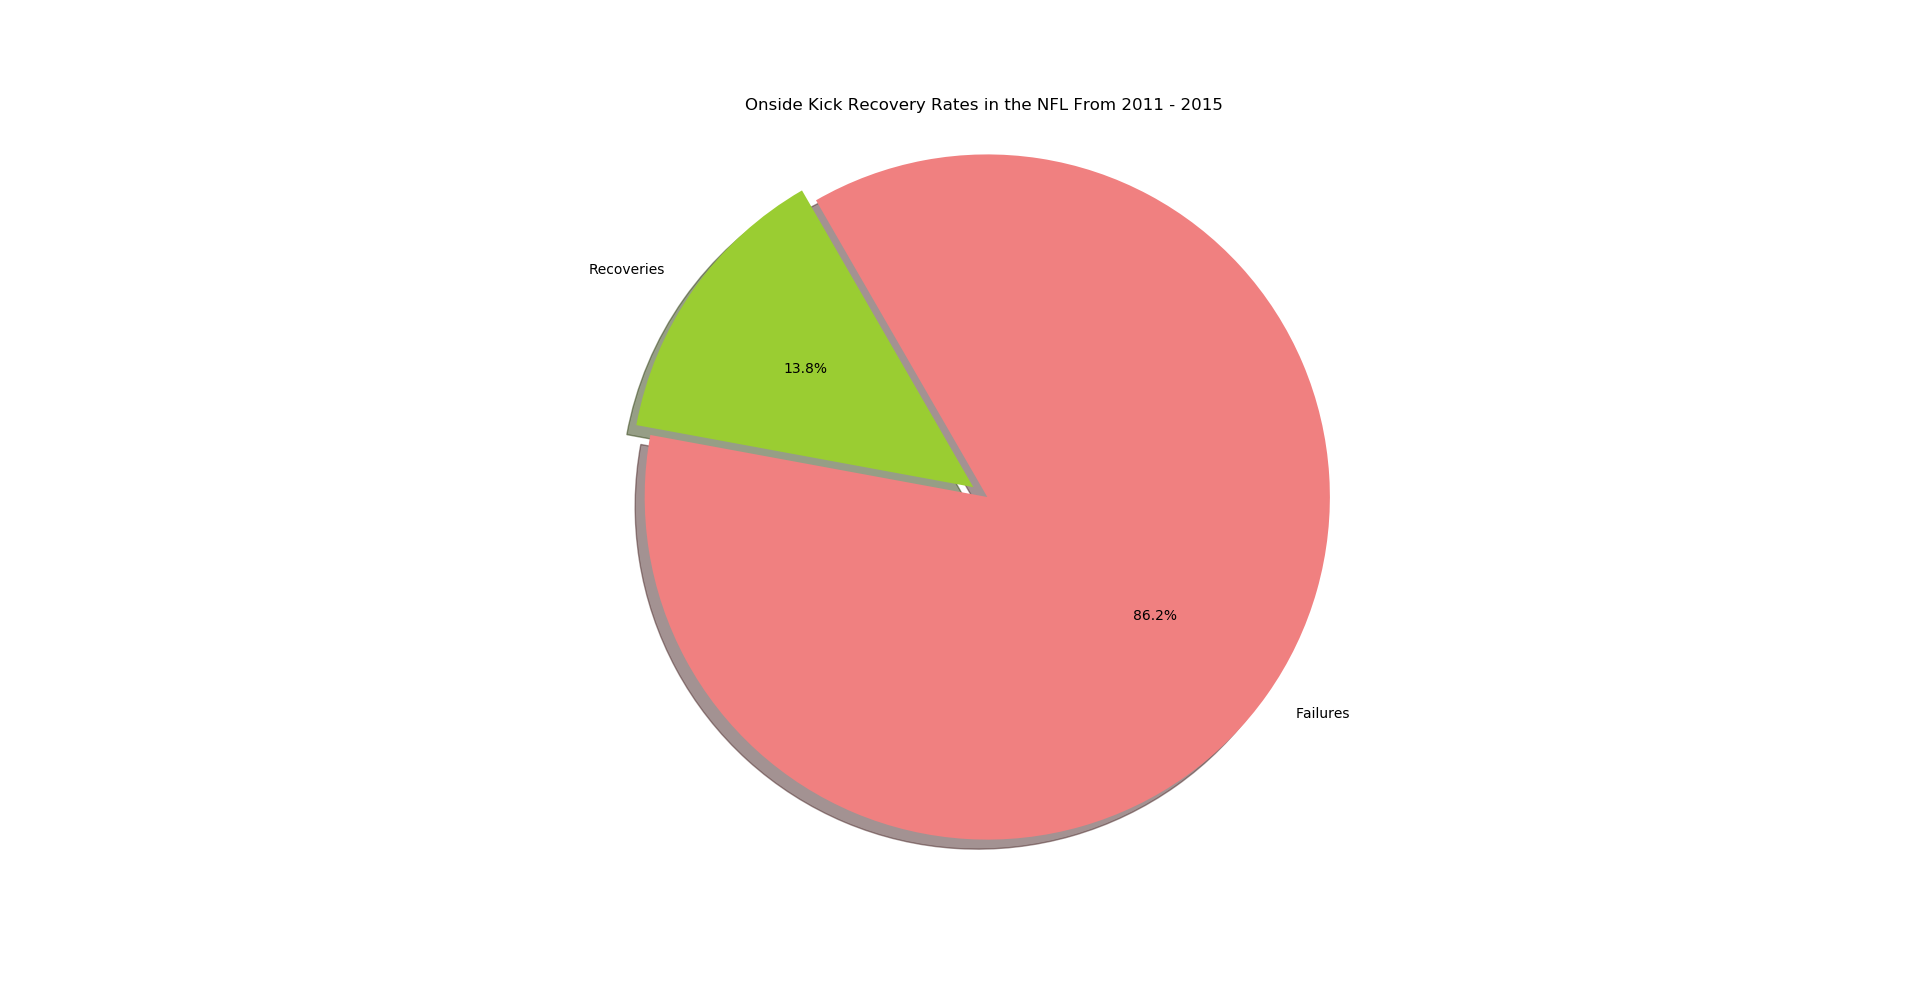 Onside Kick Recovery Rates in the NFL From 2011 - 2015
Recoveries
13.8%
86.2%
Failures